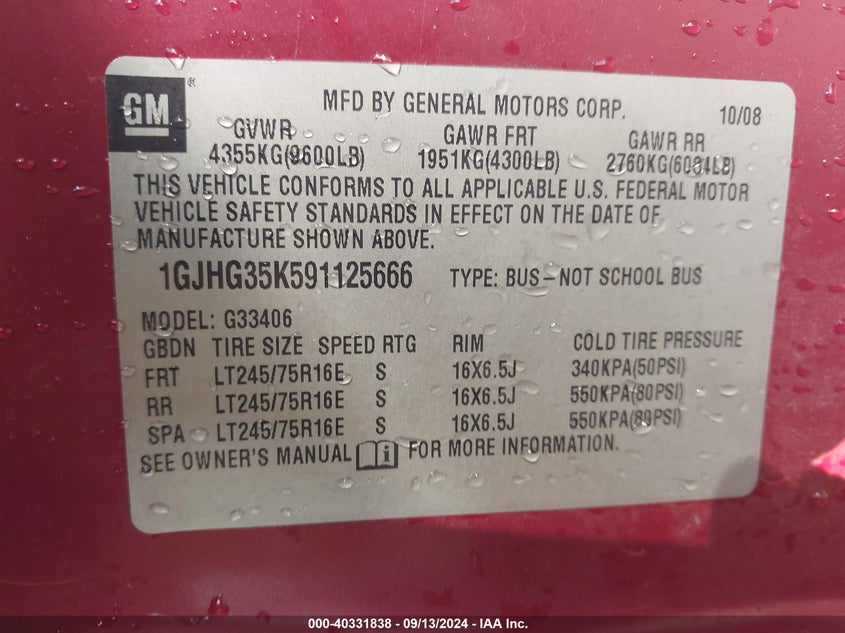 GM ®
MFD BY GENERAL MOTORS CORP. 10/08
GVWR GAWR FRT GAWR RR
4355KG(9600LB) 1951KG(4300LB) 2760KG(6084LB)
THIS VEHICLE CONFORMS TO ALL APPLICABLE U.S. FEDERAL MOTOR
VEHICLE SAFETY STANDARDS IN EFFECT ON THE DATE OF
MANUFACTURE SHOWN ABOVE.
1GJHG35K591125666 TYPE: BUS–NOT SCHOOL BUS
MODEL: G33406
GBDN TIRE SIZE SPEED RTG RIM COLD TIRE PRESSURE
FRT LT245/75R16E S 16X6.5J 340KPA(50PSI)
RR LT245/75R16E S 16X6.5J 550KPA(80PSI)
SPA LT245/75R16E S 16X6.5J 550KPA(80PSI)
SEE OWNER'S MANUAL i FOR MORE INFORMATION.
000-40331838 - 09/13/2024 - IAA Inc.